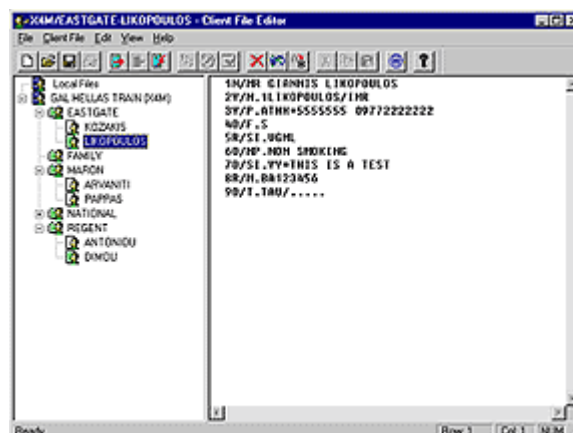 X4M/EASTGATE-LIKOPOULOS - Client File Editor
File Client File Edit View Help
Local Files
GAL HELLAS TRAIN (X4M)
EASTGATE
KOZAKIS
LIKOPOULOS
FAMILY
MARON
ARVANITI
PAPPAS
NATIONAL
REGENT
ANTONIOU
DIMOU
1N/MR GIANNIS LIKOPOULOS
2Y/N.1LIKOPOULOS/IMR
3Y/P.ATHH*5555555 09772222222
4O/F.S
5R/SI.VGML
6O/NP.NON SMOKING
7O/SI.YY*THIS IS A TEST
8R/M.BA123456
9O/T.TAU/.....
Ready
Row 1 Col 1 NUM